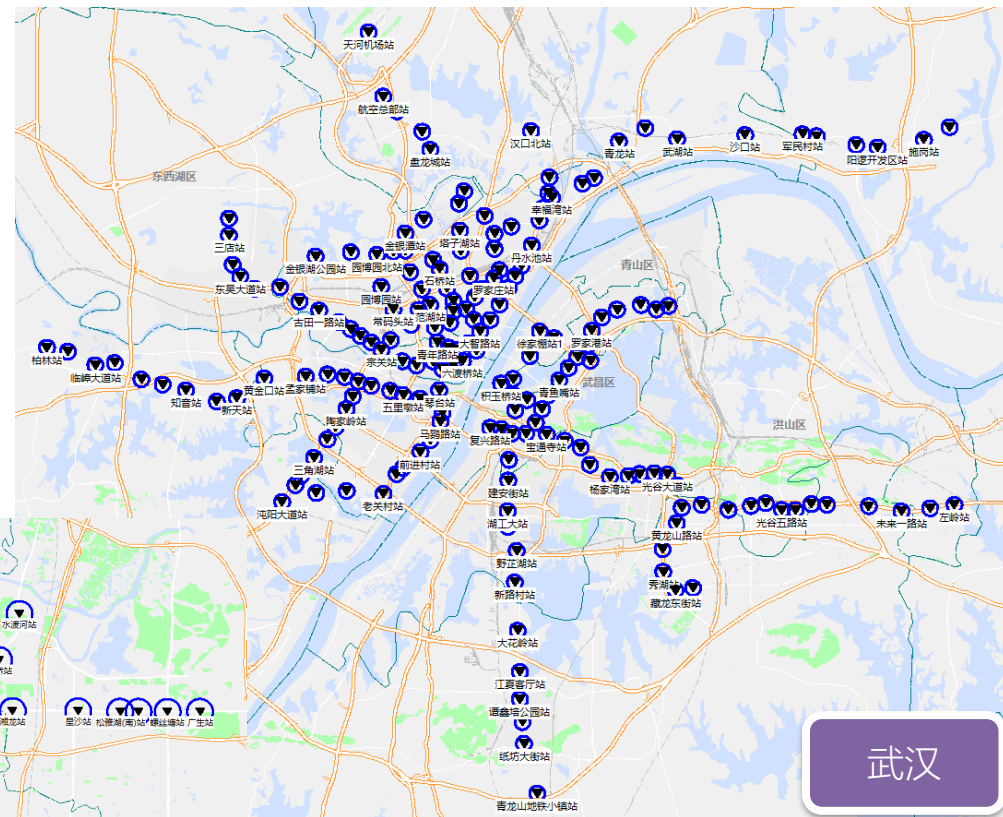 天河机场站
航空总部站
盘龙城站
汉口北站
青龙站
武湖站
沙口站
军民村站
阳逻开发区站
施岗站
东西湖区
幸福湾站
三店站
金银潭站
塔子湖站
丹水池站
金银湖公园站
园博园北站
石桥站
青山区
东吴大道站
园博园站
罗家庄站
古田一路站
常码头站
范湖站
大智路站
徐家棚站
罗家港站
柏林站
宗关站
青年路站
临嶂大道站
六渡桥站
武昌区
知音站
新天站
黄金口站
孟家铺站
五里墩站
琴台站
积玉桥站
青鱼嘴站
陶家岭站
马鹦路站
复兴路站
宝通寺站
洪山区
三角湖站
前进村站
杨家湾站
光谷大道站
沌阳大道站
老关村站
建安街站
湖工大站
黄龙山路站
光谷五路站
未来一路站
左岭站
野芷湖站
新路村站
秀湖站
藏龙东街站
水渡河站
大花岭站
江夏客厅站
湘龙站
星沙站
松雅湖(南)站
螺丝塘站
广生站
谭鑫培公园站
纸坊大街站
青龙山地铁小镇站
武汉